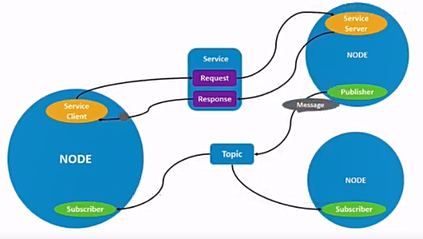 Service
Server
Service
NODE
Request
Publisher
Response
Message
Service
Client
NODE
Topic
NODE
Subscriber
Subscriber